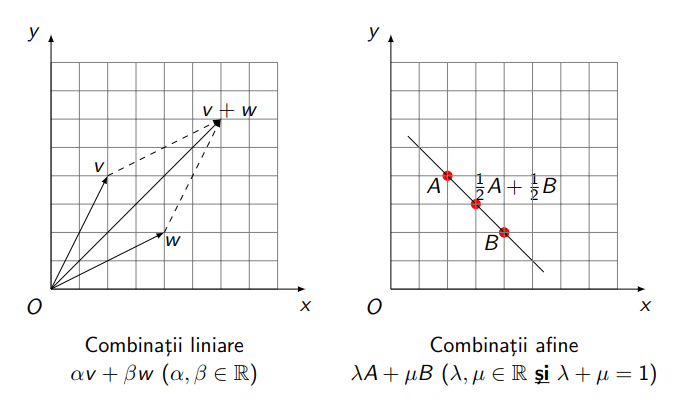 y
v + w
v
w
O
x
Combinații liniare
αv + βw (α, β ∈ ℝ)
y
A
½A + ½B
B
O
x
Combinații afine
λA + μB (λ, μ ∈ ℝ și λ + μ = 1)